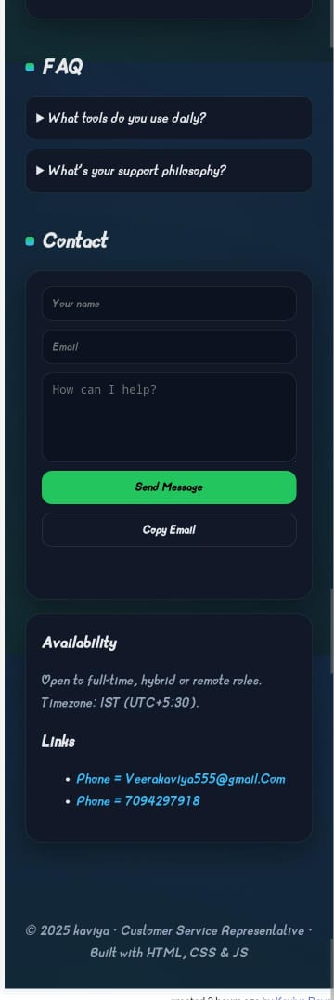 FAQ
What tools do you use daily?
What's your support philosophy?
Contact
Your name
Email
How can I help?
Send Message
Copy Email
Availability
Open to full-time, hybrid or remote roles.
Timezone: IST (UTC+5:30).
Links
• Phone = Veerakaviya555@gmail.Com
• Phone = 7094297918
© 2025 kaviya • Customer Service Representative •
Built with HTML, CSS & JS